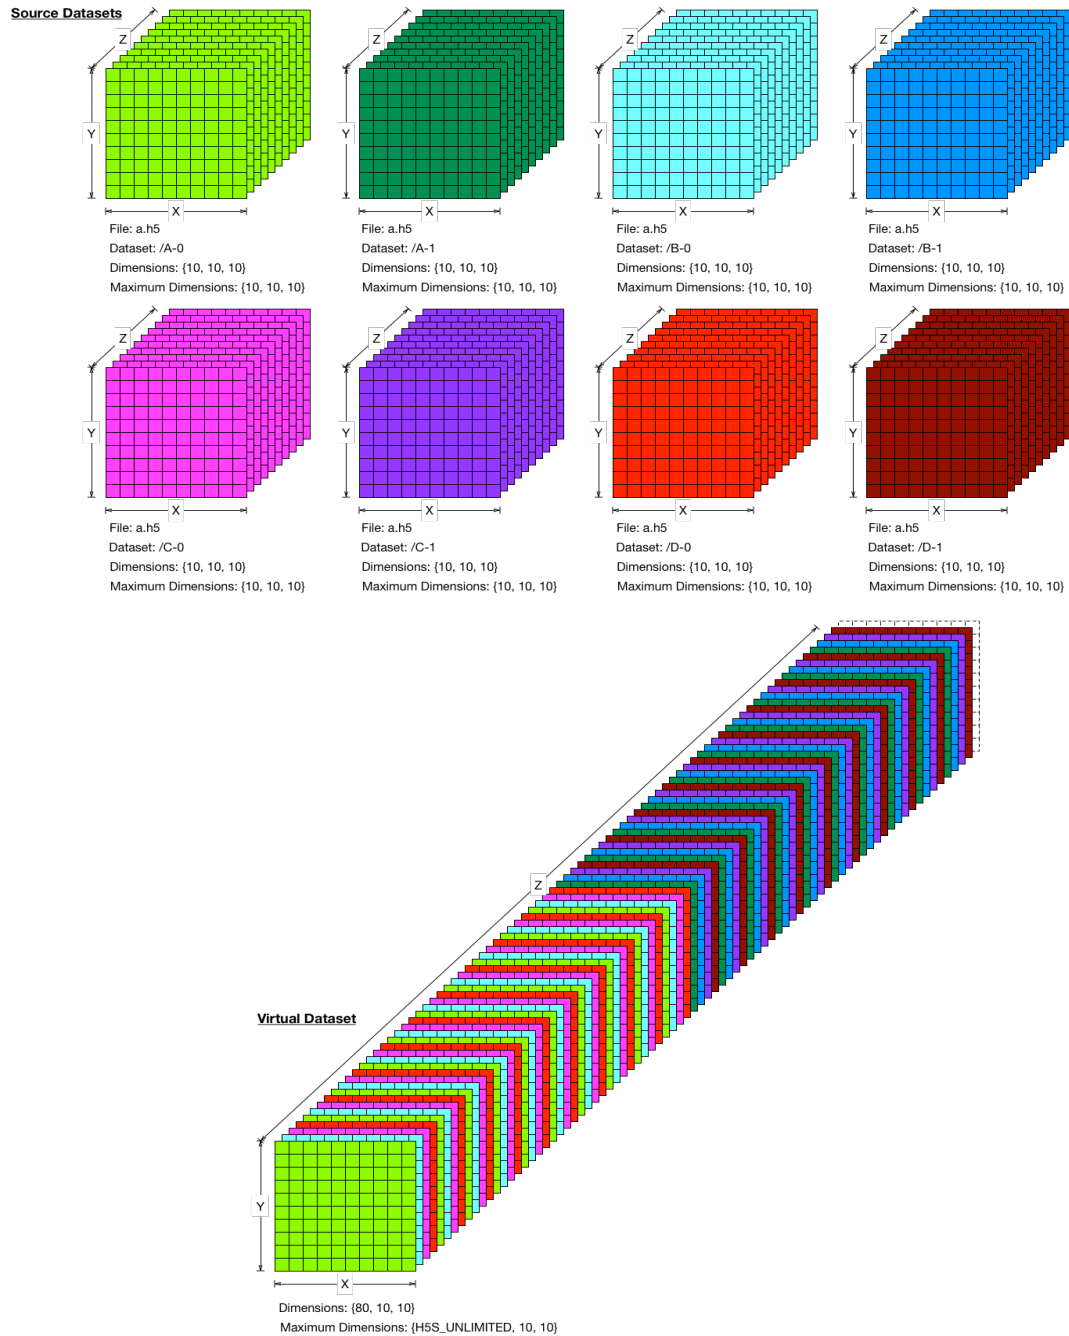 Source Datasets
Z Z Z Z
Y Y Y Y
X X X X
File: a.h5 File: a.h5 File: a.h5 File: a.h5
Dataset: /A-0 Dataset: /A-1 Dataset: /B-0 Dataset: /B-1
Dimensions: {10, 10, 10} Dimensions: {10, 10, 10} Dimensions: {10, 10, 10} Dimensions: {10, 10, 10}
Maximum Dimensions: {10, 10, 10} Maximum Dimensions: {10, 10, 10} Maximum Dimensions: {10, 10, 10} Maximum Dimensions: {10, 10, 10}
Z Z Z Z
Y Y Y Y
X X X X
File: a.h5 File: a.h5 File: a.h5 File: a.h5
Dataset: /C-0 Dataset: /C-1 Dataset: /D-0 Dataset: /D-1
Dimensions: {10, 10, 10} Dimensions: {10, 10, 10} Dimensions: {10, 10, 10} Dimensions: {10, 10, 10}
Maximum Dimensions: {10, 10, 10} Maximum Dimensions: {10, 10, 10} Maximum Dimensions: {10, 10, 10} Maximum Dimensions: {10, 10, 10}
Z
Virtual Dataset
Y
X
Dimensions: {80, 10, 10}
Maximum Dimensions: {H5S_UNLIMITED, 10, 10}